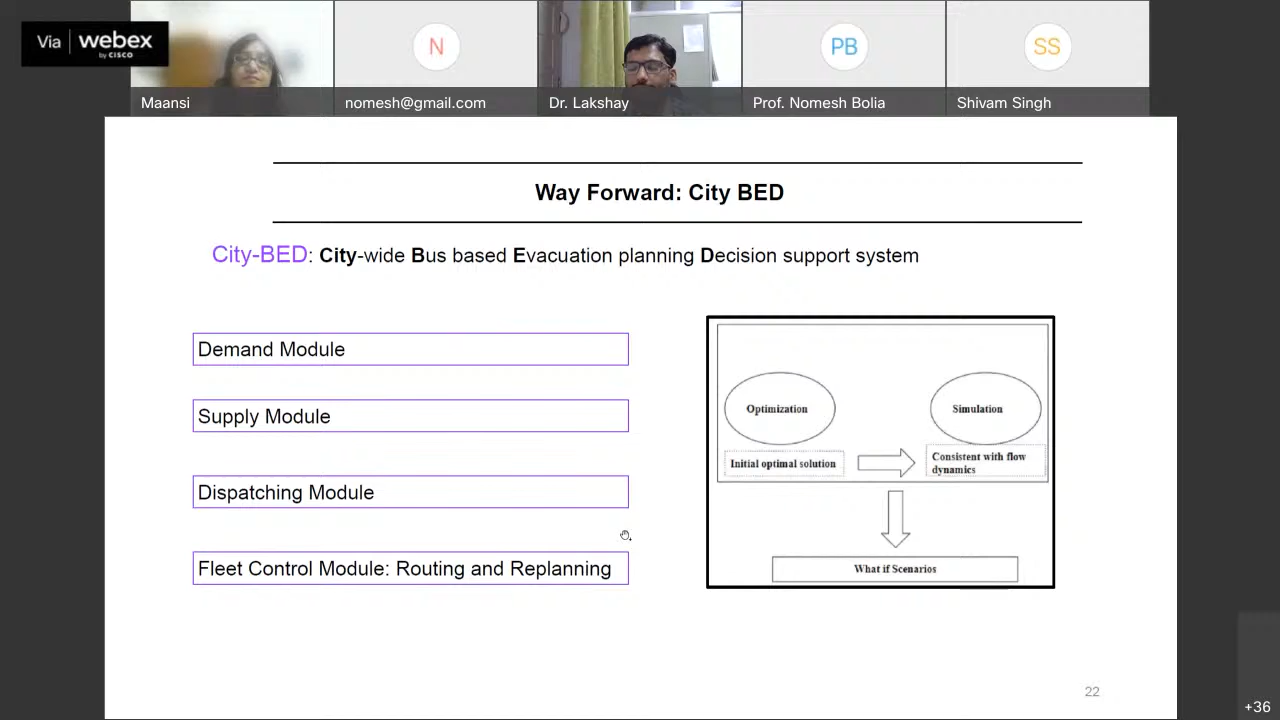 Via webex
by CISCO
N
PB
SS
Maansi
nomesh@gmail.com
Dr. Lakshay
Prof. Nomesh Bolia
Shivam Singh
Way Forward: City BED
City-BED: City-wide Bus based Evacuation planning Decision support system
Demand Module
Supply Module
Dispatching Module
Fleet Control Module: Routing and Replanning
Optimization
Simulation
Initial optimal solution
Consistent with flow
dynamics
What if Scenarios
22
+36